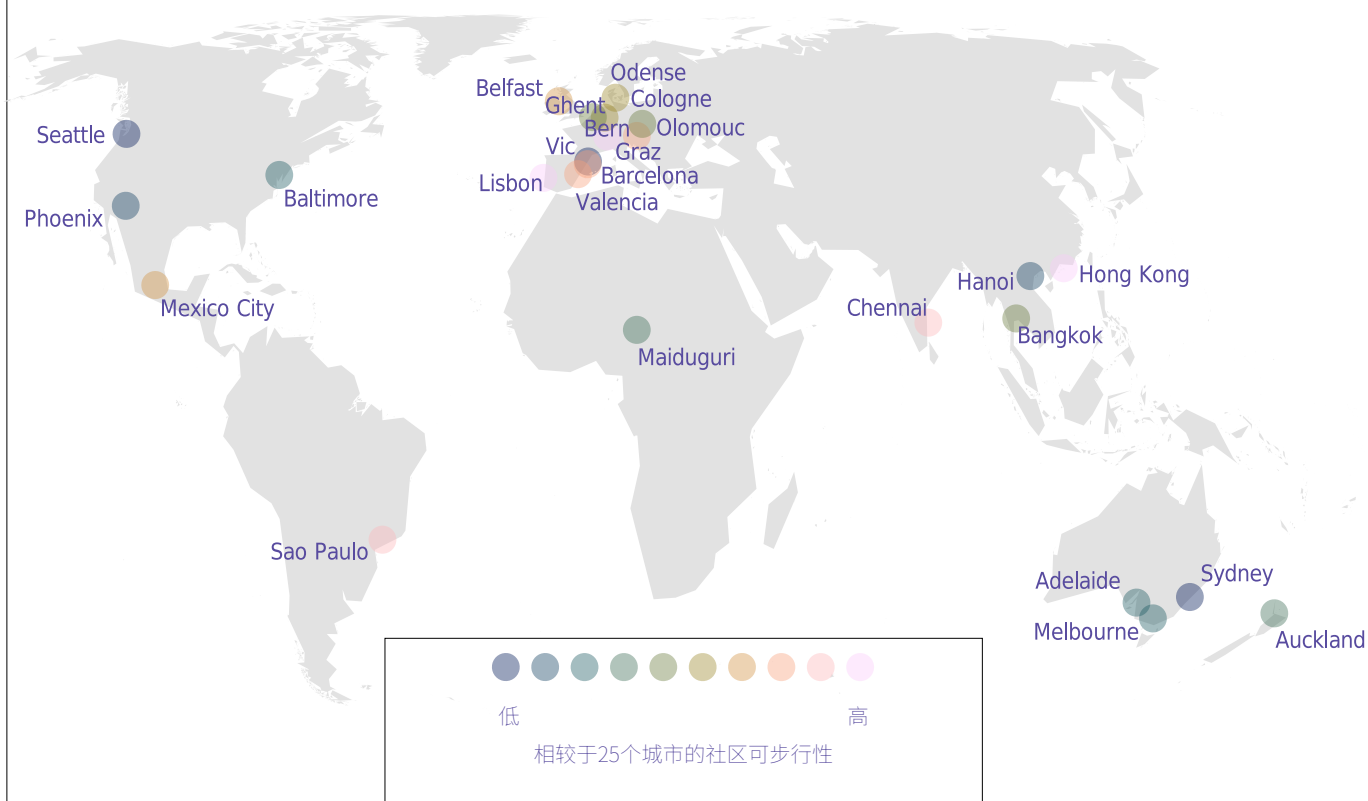 Odense
Belfast
Cologne
Ghent
Seattle
Bern
Olomouc
Vic
Graz
Lisbon
Barcelona
Baltimore
Valencia
Phoenix
Hanoi
Hong Kong
Mexico City
Chennai
Bangkok
Maiduguri
Sao Paulo
Adelaide
Sydney
Melbourne
Auckland
低
高
相较于25个城市的社区可步行性